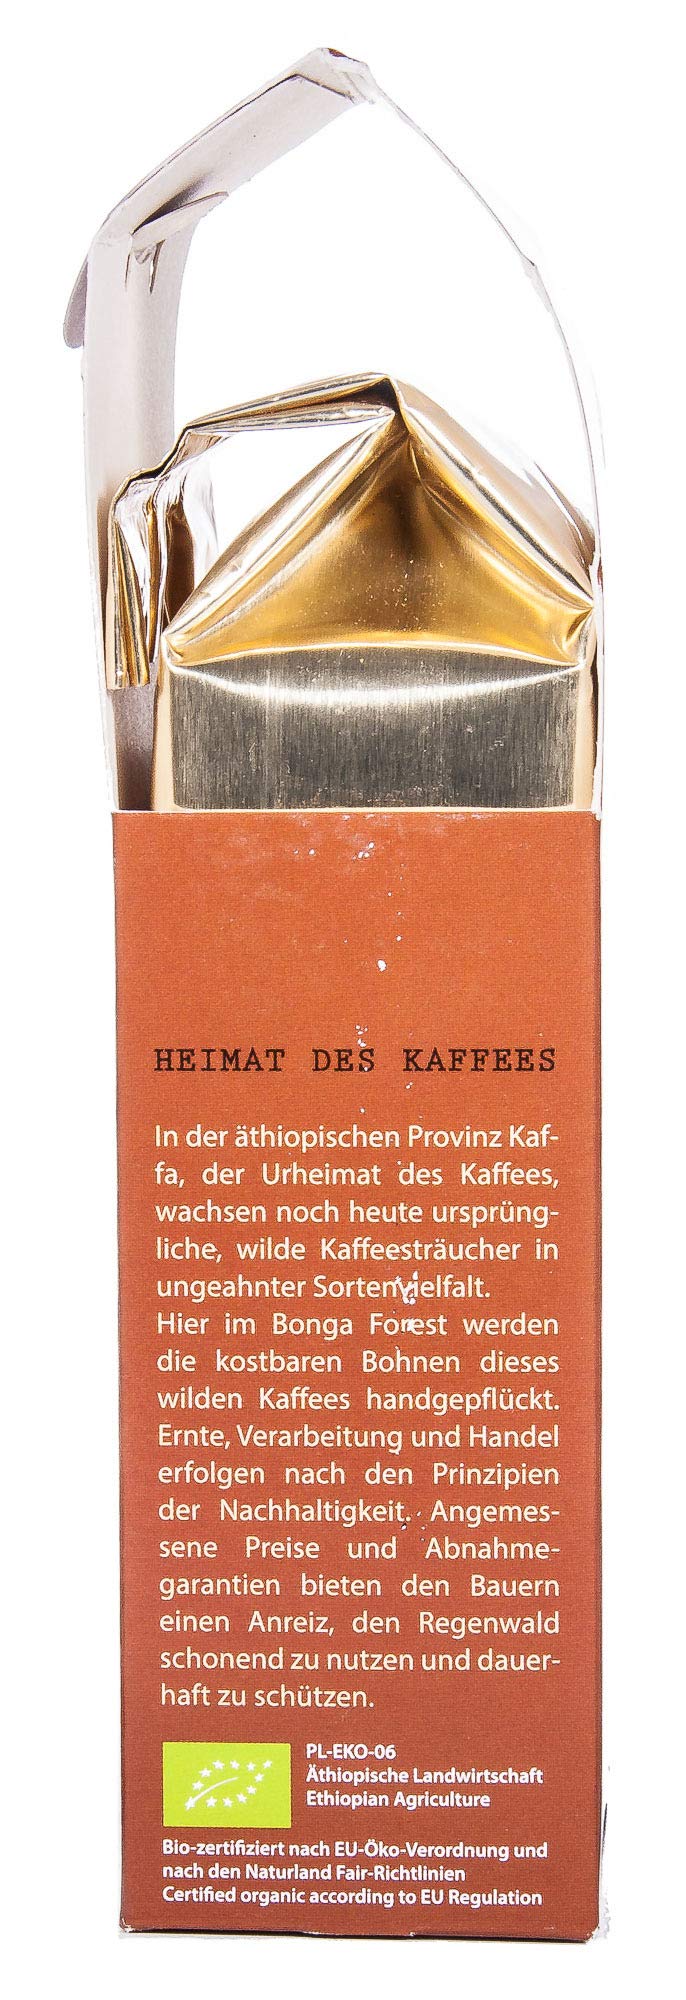 HEIMAT DES KAFFEES
In der äthiopischen Provinz Kaf-
fa, der Urheimat des Kaffees,
wachsen noch heute ursprüng-
liche, wilde Kaffeesträucher in
ungeahnter Sortenvielfalt.
Hier im Bonga Forest werden
die kostbaren Bohnen dieses
wilden Kaffees handgepflückt.
Ernte, Verarbeitung und Handel
erfolgen nach den Prinzipien
der Nachhaltigkeit. Angemes-
sene Preise und Abnahme-
garantien bieten den Bauern
einen Anreiz, den Regenwald
schonend zu nutzen und dauer-
haft zu schützen.
PL-EKO-06
Äthiopische Landwirtschaft
Ethiopian Agriculture
Bio-zertifiziert nach EU-Öko-Verordnung und
nach den Naturland Fair-Richtlinien
Certified organic according to EU Regulation